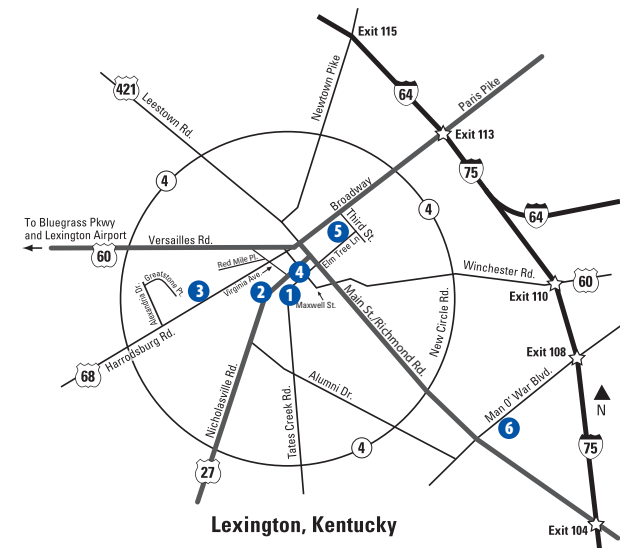 Exit 115
421
Leestown Rd.
Newtown Pike
64
Paris Pike
Exit 113
75
4
Broadway
4
64
To Bluegrass Pkwy
and Lexington Airport
60
Versailles Rd.
Third St.
5
Elm Tree Ln.
Red Mile Pl.
Virginia Ave.
4
Winchester Rd.
60
Exit 110
Greatstone Pt.
Alexandria Dr.
3
2
1
Maxwell St.
Main St./Richmond Rd.
New Circle Rd.
Harrodsburg Rd.
68
Exit 108
Nicholasville Rd.
Tates Creek Rd.
Alumni Dr.
Man O' War Blvd.
6
N
4
75
27
Exit 104
Lexington, Kentucky